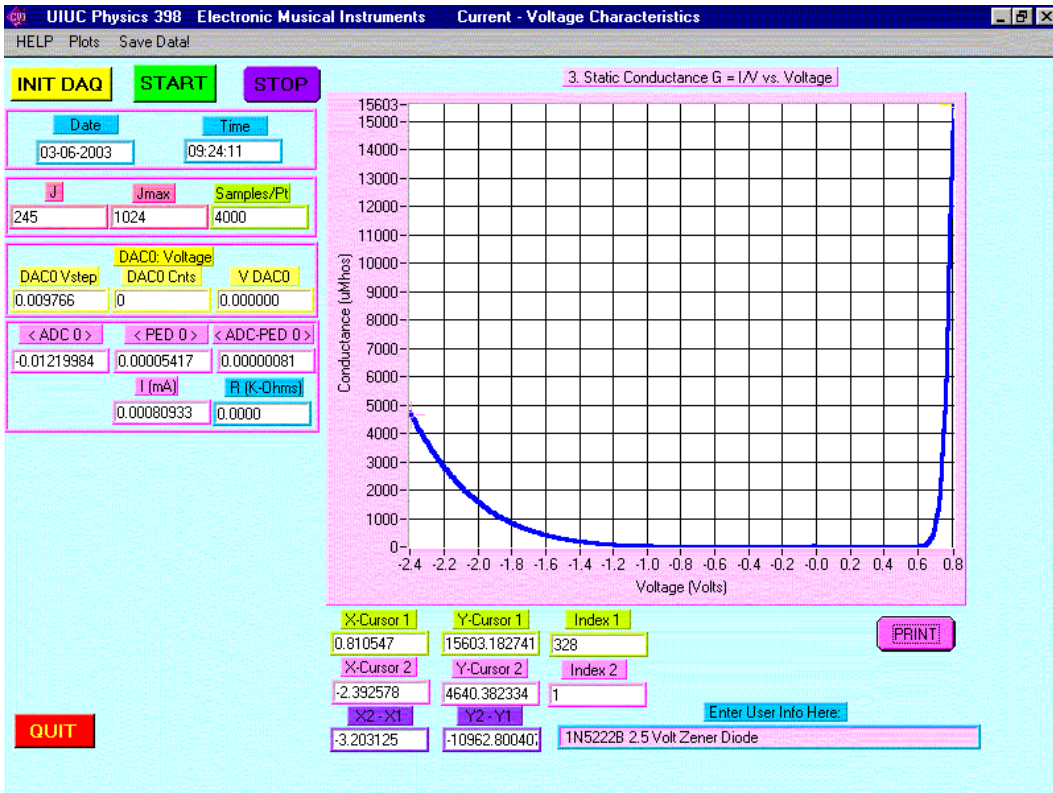 UIUC Physics 398 Electronic Musical Instruments Current - Voltage Characteristics
HELP Plots Save Data!
INIT DAQ START STOP
Date Time
03-06-2003 09:24:11
J Jmax Samples/Pt
245 1024 4000
DAC0: Voltage
DAC0 Vstep DAC0 Cnts V DAC0
0.009766 0 0.000000
< ADC 0 > < PED 0 > < ADC-PED 0 >
-0.01219984 0.00005417 0.00000081
I (mA) R (K-Ohms)
0.00080933 0.0000
3. Static Conductance G = I/V vs. Voltage
15603
15000
14000
13000
12000
11000
10000
9000
8000
7000
6000
5000
4000
3000
2000
1000
0
Conductance (uMhos)
-2.4 -2.2 -2.0 -1.8 -1.6 -1.4 -1.2 -1.0 -0.8 -0.6 -0.4 -0.2 -0.0 0.2 0.4 0.6 0.8
Voltage (Volts)
X-Cursor 1 Y-Cursor 1 Index 1
0.810547 15603.182741 328
PRINT
X-Cursor 2 Y-Cursor 2 Index 2
-2.392578 4640.382334 1
X2 - X1 Y2 - Y1 Enter User Info Here:
-3.203125 -10962.800407 1N5222B 2.5 Volt Zener Diode
QUIT